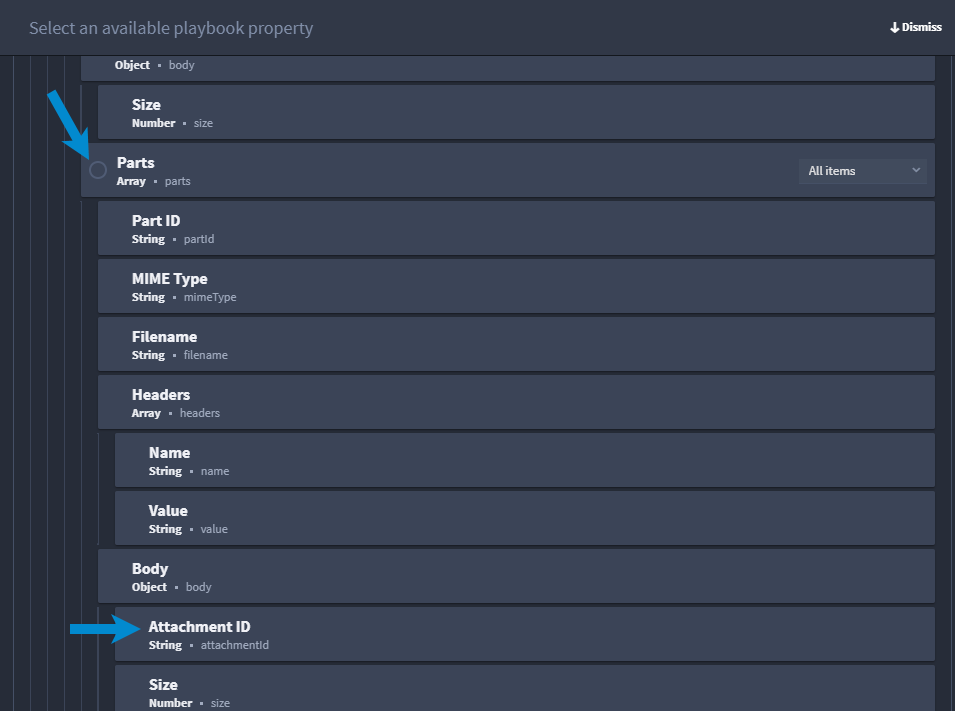 Select an available playbook property
Dismiss
Object ▪ body
Size
Number ▪ size
Parts
Array ▪ parts
All items
Part ID
String ▪ partId
MIME Type
String ▪ mimeType
Filename
String ▪ filename
Headers
Array ▪ headers
Name
String ▪ name
Value
String ▪ value
Body
Object ▪ body
Attachment ID
String ▪ attachmentId
Size
Number ▪ size